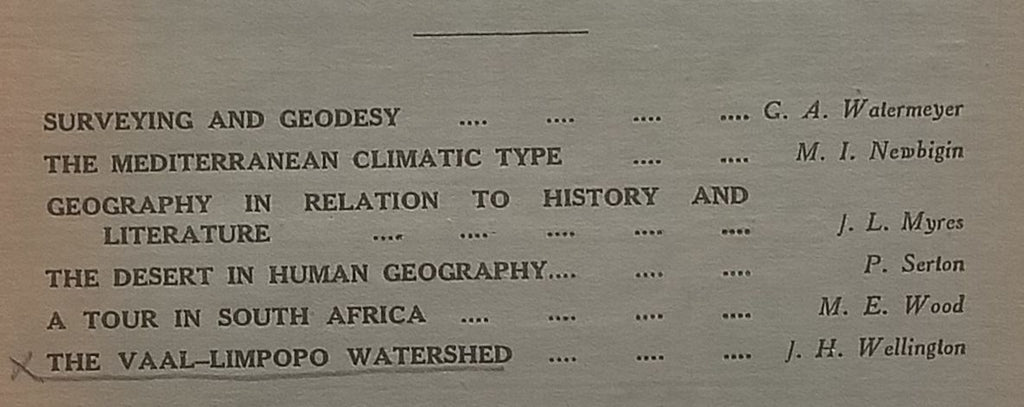 SURVEYING AND GEODESY .... .... .... .... G. A. Watermeyer
THE MEDITERRANEAN CLIMATIC TYPE .... .... M. I. Newbigin
GEOGRAPHY IN RELATION TO HISTORY AND
LITERATURE .... .... .... .... .... J. L. Myres
THE DESERT IN HUMAN GEOGRAPHY.... .... .... P. Serton
A TOUR IN SOUTH AFRICA .... .... .... .... M. E. Wood
THE VAAL–LIMPOPO WATERSHED .... .... .... J. H. Wellington